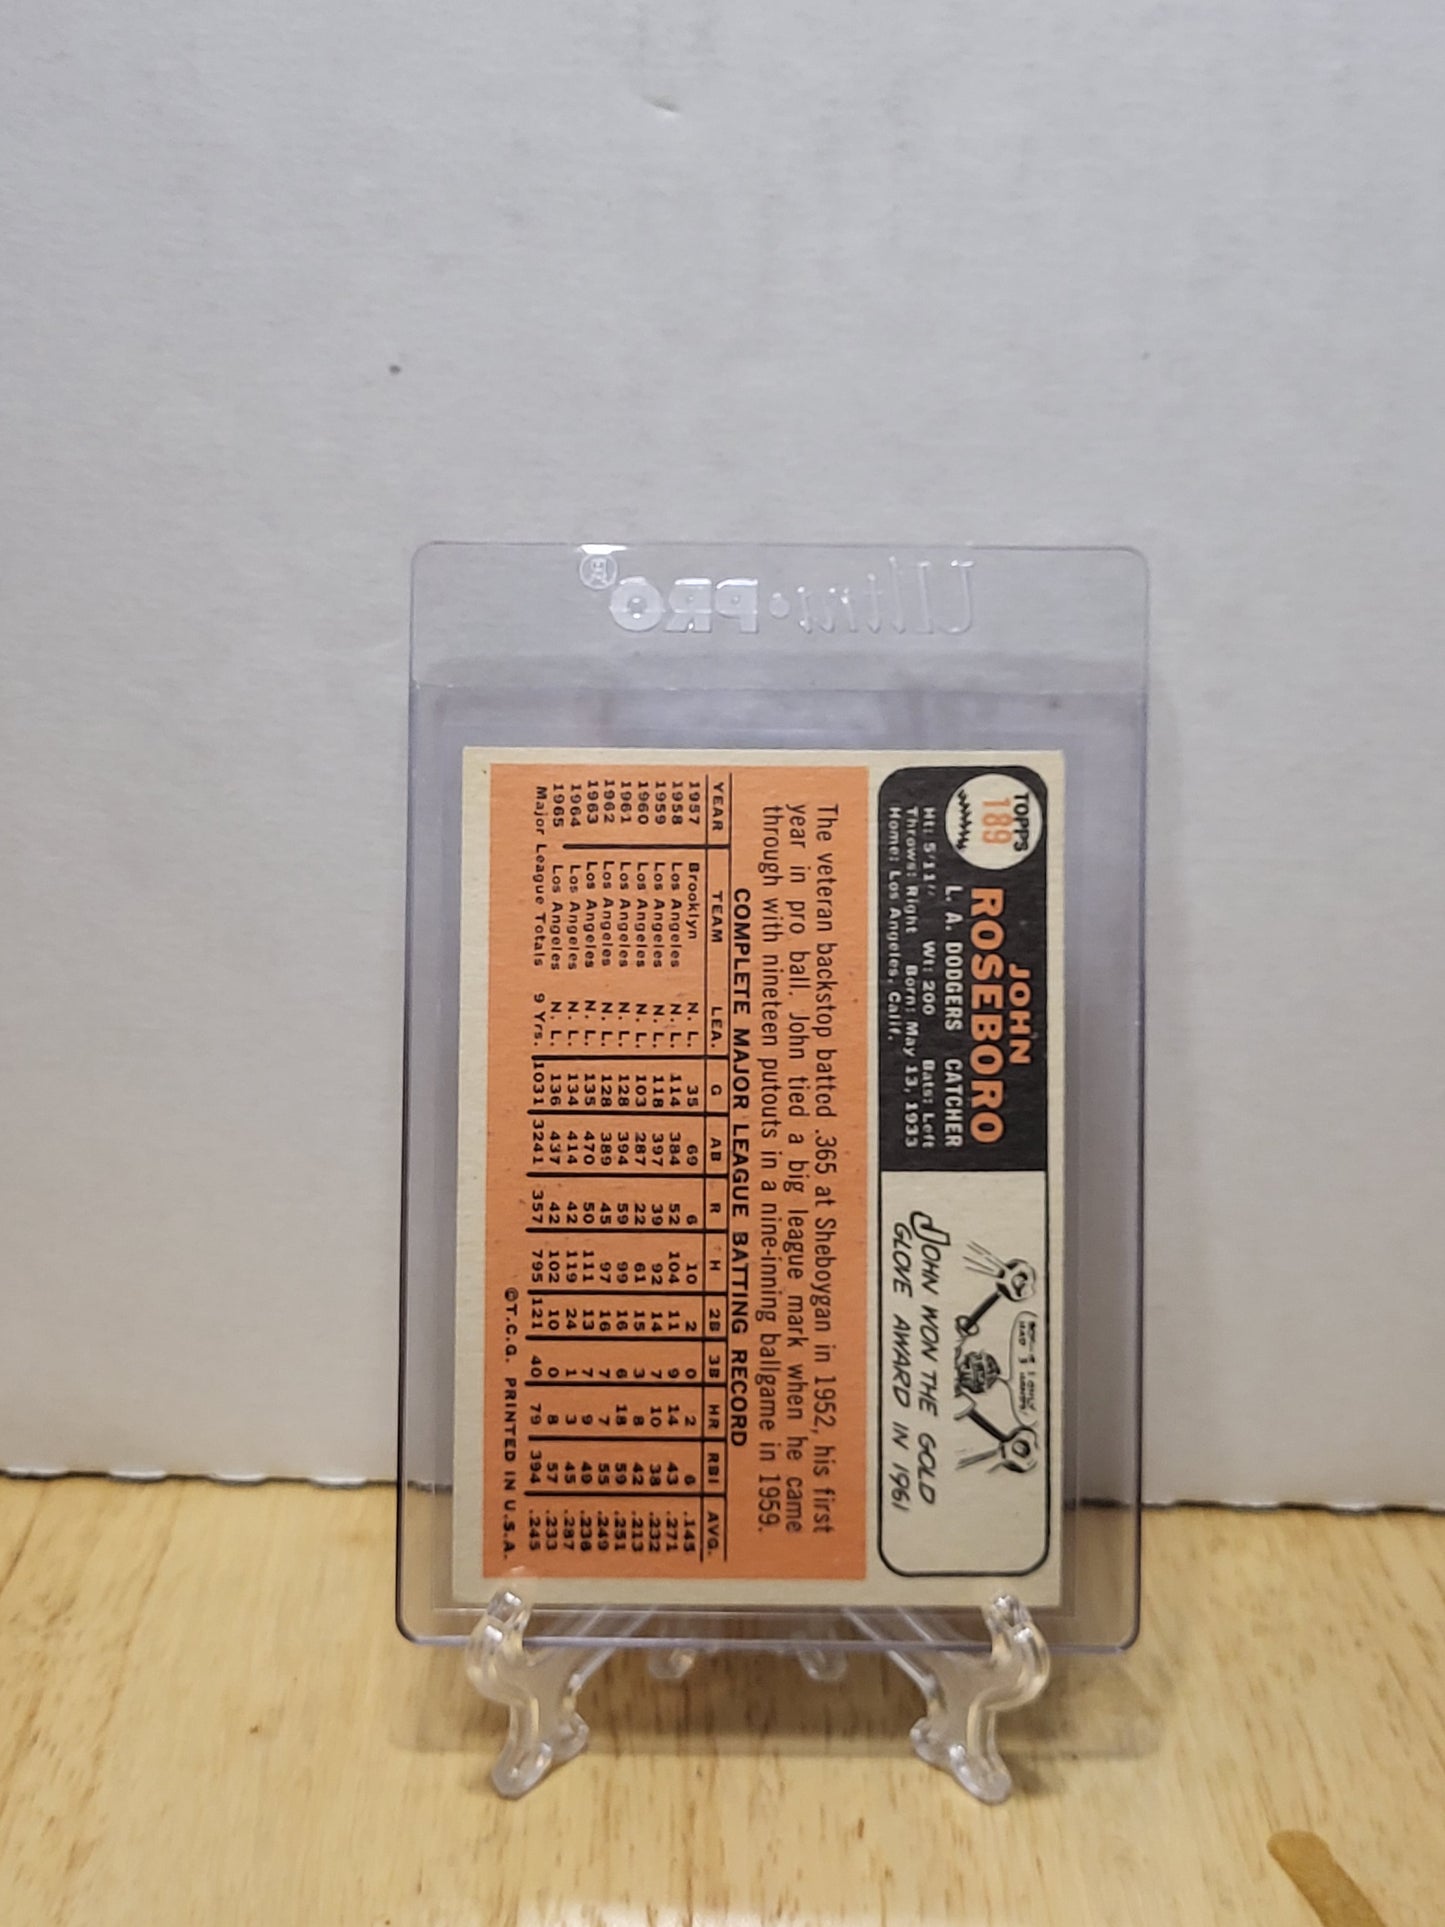 Ultra•PRO
TOPPS
189
JOHN
ROSEBORO
L. A. DODGERS CATCHER
Ht: 5'11" Wt: 200 Bats: Left
Throws: Right Born: May 13, 1933
Home: Los Angeles, Calif.
JOHN WON THE GOLD
GLOVE AWARD IN 1961
The veteran backstop batted .365 at Sheboygan in 1952, his first
year in pro ball. John tied a big league mark when he came
through with nineteen putouts in a nine-inning ballgame in 1959.
COMPLETE MAJOR LEAGUE BATTING RECORD
YEAR TEAM LEA. G AB R H 2B 3B HR RBI AVG.
1957 Brooklyn N. L. 35 69 6 10 2 0 2 6 .145
1958 Los Angeles N. L. 114 384 52 104 11 9 14 43 .271
1959 Los Angeles N. L. 118 397 39 92 14 7 10 38 .232
1960 Los Angeles N. L. 103 287 22 61 15 3 8 42 .213
1961 Los Angeles N. L. 128 394 59 99 16 6 18 59 .251
1962 Los Angeles N. L. 128 389 45 97 16 7 7 55 .249
1963 Los Angeles N. L. 135 470 50 111 13 7 9 49 .236
1964 Los Angeles N. L. 134 414 42 119 24 1 3 45 .287
1965 Los Angeles N. L. 136 437 42 102 10 0 8 57 .233
Major League Totals 9 Yrs. 1031 3241 357 795 121 40 79 394 .245
©T.C.G. PRINTED IN U.S.A.